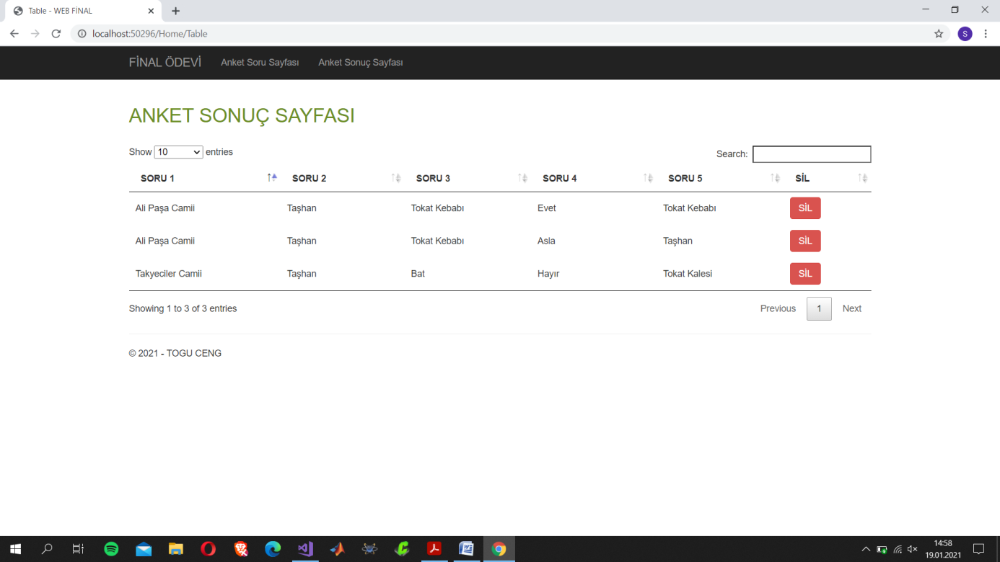 Table - WEB FİNAL
localhost:50296/Home/Table
S
FİNAL ÖDEVİ Anket Soru Sayfası Anket Sonuç Sayfası
ANKET SONUÇ SAYFASI
Show 10 entries Search:
SORU 1 SORU 2 SORU 3 SORU 4 SORU 5 SİL
Ali Paşa Camii Taşhan Tokat Kebabı Evet Tokat Kebabı SİL
Ali Paşa Camii Taşhan Tokat Kebabı Asla Taşhan SİL
Takyeciler Camii Taşhan Bat Hayır Tokat Kalesi SİL
Showing 1 to 3 of 3 entries Previous 1 Next
© 2021 - TOGU CENG
14:58
19.01.2021